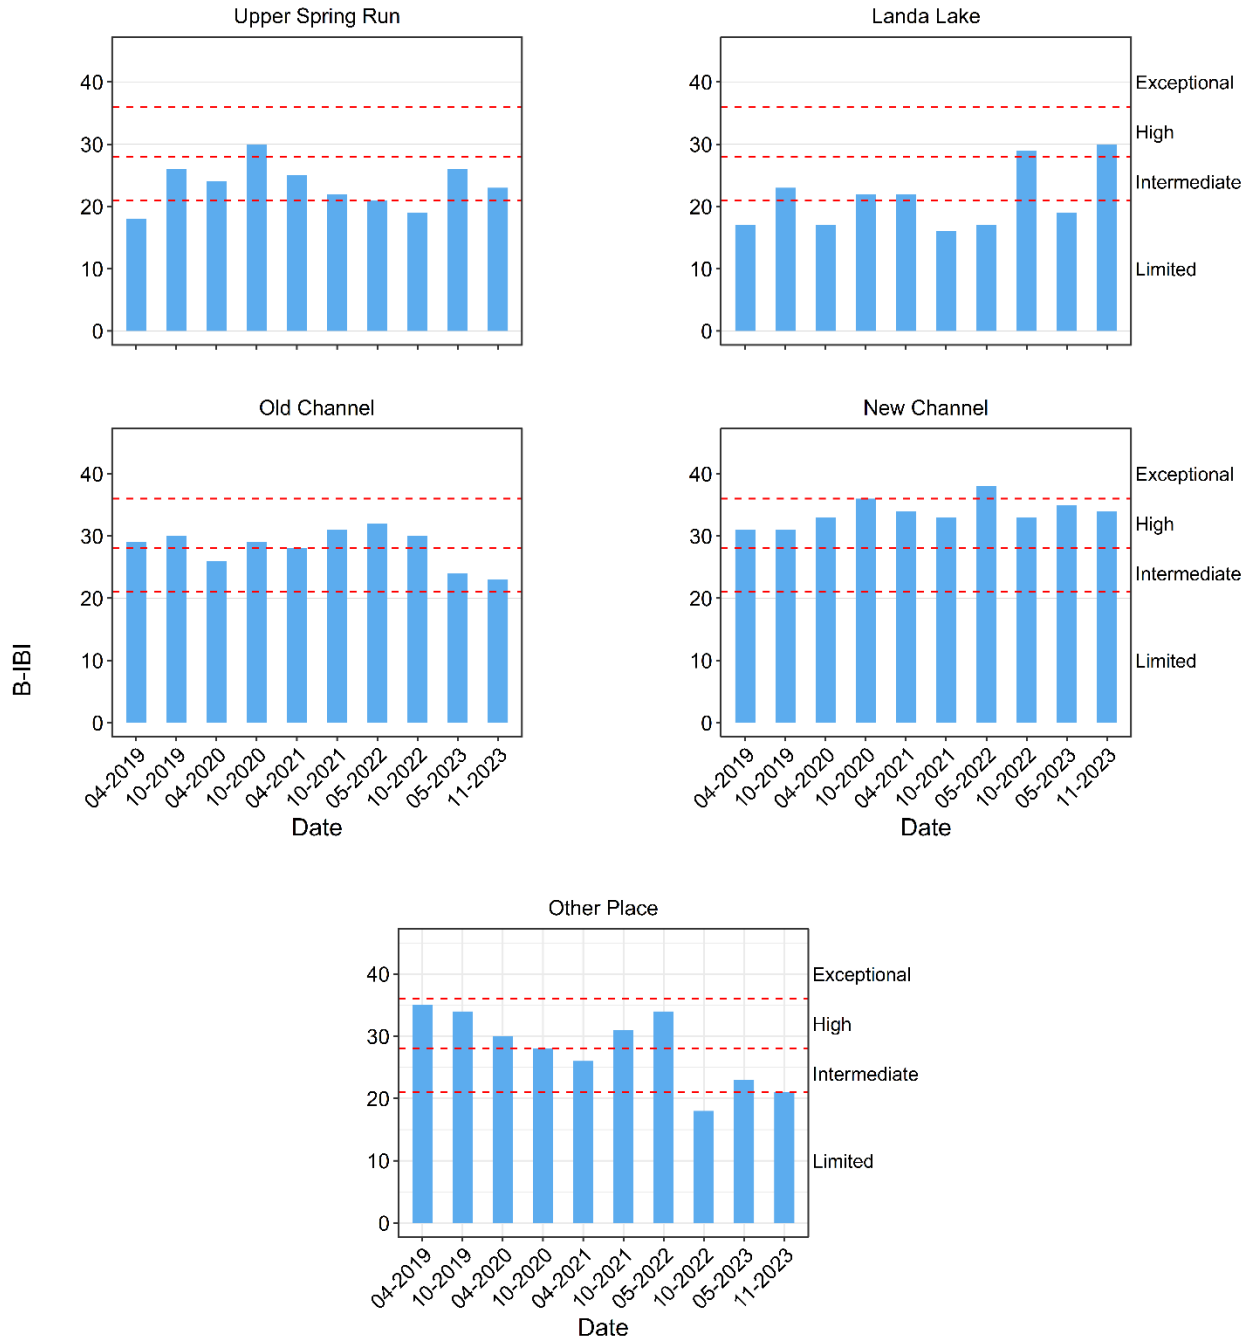 Upper Spring Run
40
30
20
10
0
Landa Lake
40
30
20
10
0
Exceptional
High
Intermediate
Limited
Old Channel
40
30
20
10
0
04-2019
10-2019
04-2020
10-2020
04-2021
10-2021
05-2022
10-2022
05-2023
11-2023
Date
New Channel
40
30
20
10
0
Exceptional
High
Intermediate
Limited
04-2019
10-2019
04-2020
10-2020
04-2021
10-2021
05-2022
10-2022
05-2023
11-2023
Date
B-IBI
Other Place
40
30
20
10
0
Exceptional
High
Intermediate
Limited
04-2019
10-2019
04-2020
10-2020
04-2021
10-2021
05-2022
10-2022
05-2023
11-2023
Date